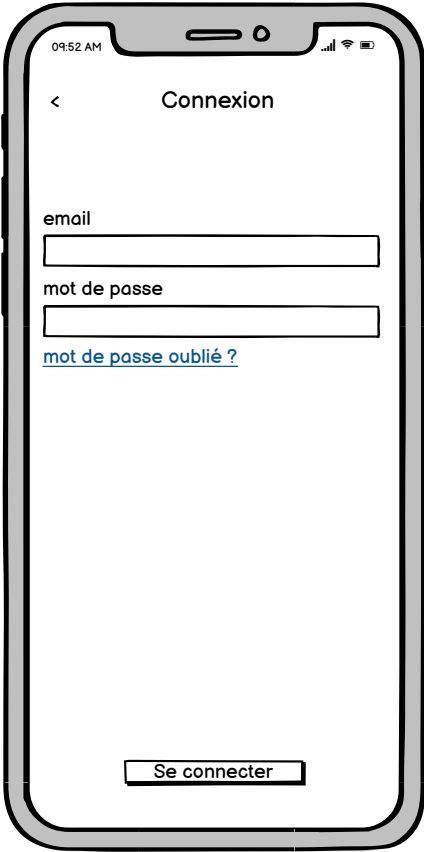 09:52 AM
< Connexion
email
mot de passe
mot de passe oublié ?
Se connecter